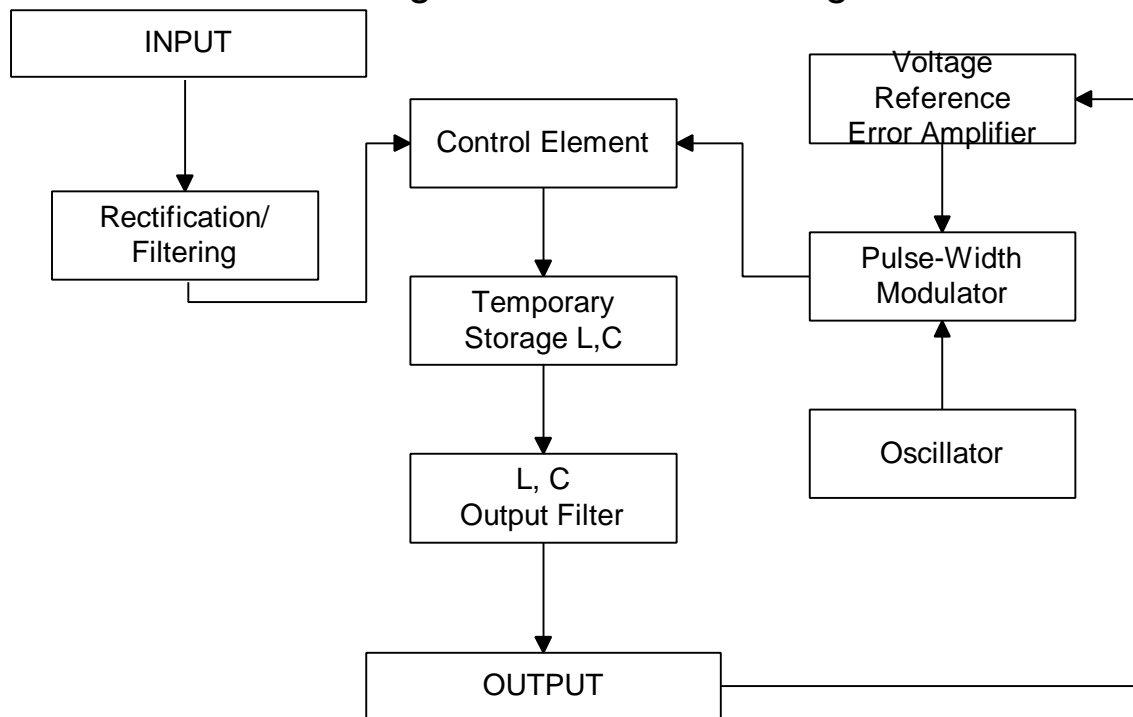 INPUT
Voltage
Reference
Error Amplifier
Control Element
Rectification/
Filtering
Pulse-Width
Modulator
Temporary
Storage L,C
Oscillator
L, C
Output Filter
OUTPUT